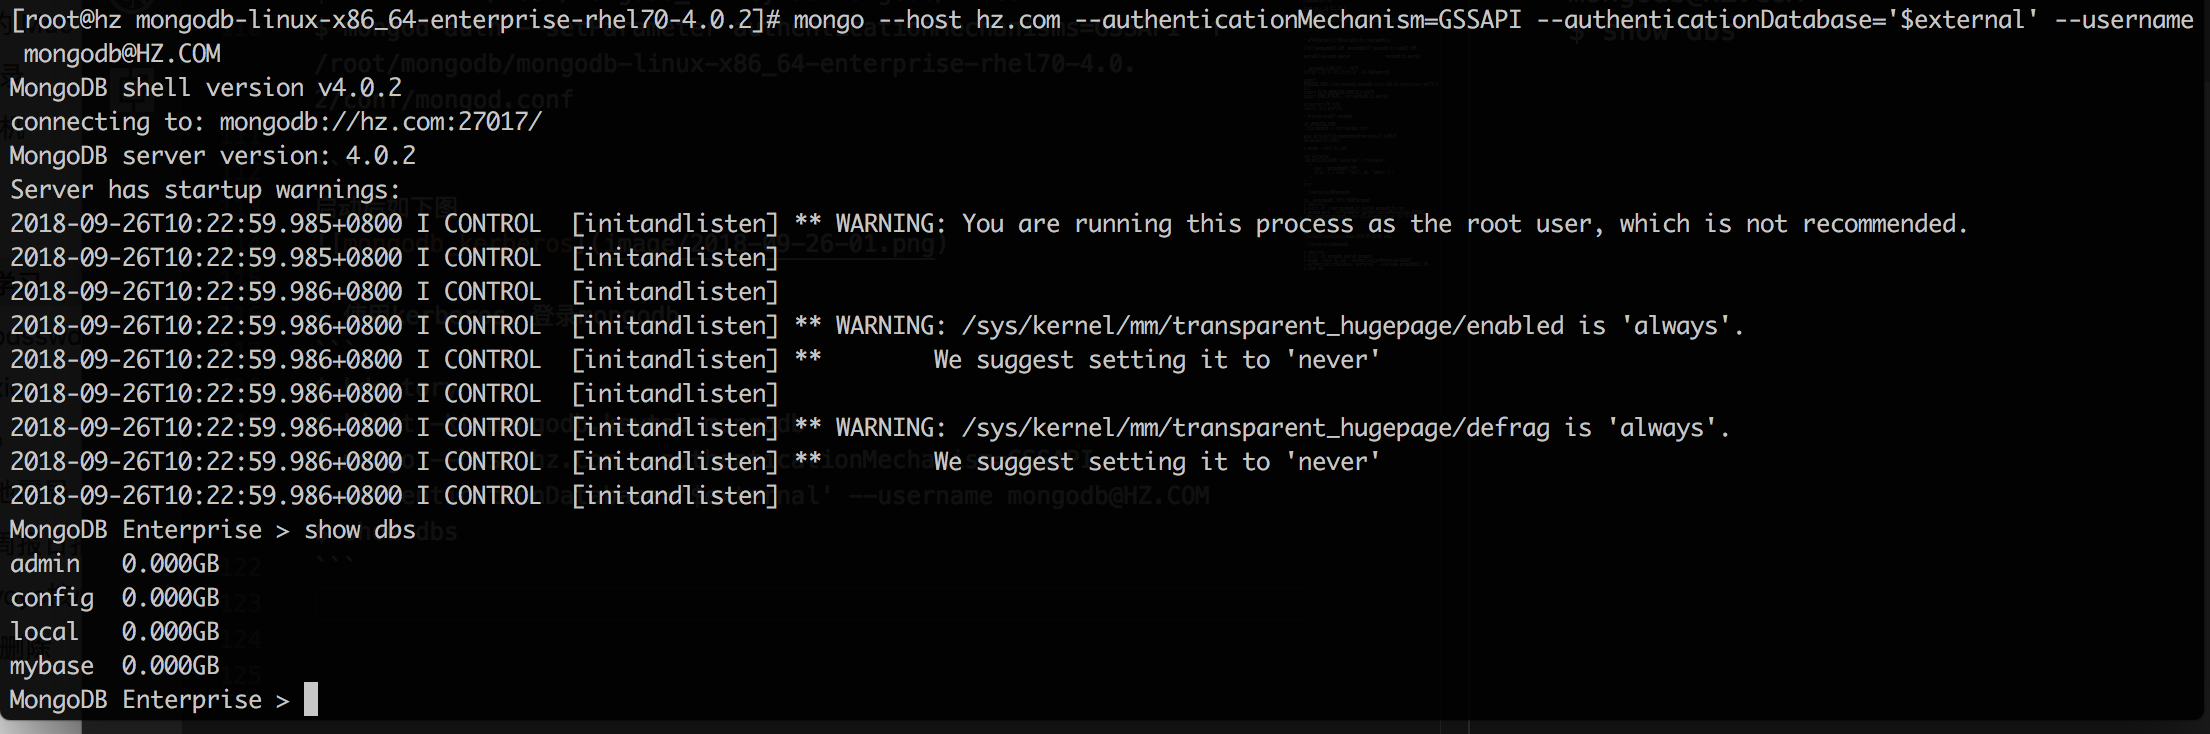 [root@hz mongodb-linux-x86_64-enterprise-rhel70-4.0.2]# mongo --host hz.com --authenticationMechanism=GSSAPI --authenticationDatabase='$external' --username
mongodb@HZ.COM
MongoDB shell version v4.0.2
connecting to: mongodb://hz.com:27017/
MongoDB server version: 4.0.2
Server has startup warnings:
2018-09-26T10:22:59.985+0800 I CONTROL  [initandlisten] ** WARNING: You are running this process as the root user, which is not recommended.
2018-09-26T10:22:59.985+0800 I CONTROL  [initandlisten]
2018-09-26T10:22:59.986+0800 I CONTROL  [initandlisten]
2018-09-26T10:22:59.986+0800 I CONTROL  [initandlisten] ** WARNING: /sys/kernel/mm/transparent_hugepage/enabled is 'always'.
2018-09-26T10:22:59.986+0800 I CONTROL  [initandlisten] **        We suggest setting it to 'never'
2018-09-26T10:22:59.986+0800 I CONTROL  [initandlisten]
2018-09-26T10:22:59.986+0800 I CONTROL  [initandlisten] ** WARNING: /sys/kernel/mm/transparent_hugepage/defrag is 'always'.
2018-09-26T10:22:59.986+0800 I CONTROL  [initandlisten] **        We suggest setting it to 'never'
2018-09-26T10:22:59.986+0800 I CONTROL  [initandlisten]
MongoDB Enterprise > show dbs
admin   0.000GB
config  0.000GB
local   0.000GB
mybase  0.000GB
MongoDB Enterprise >